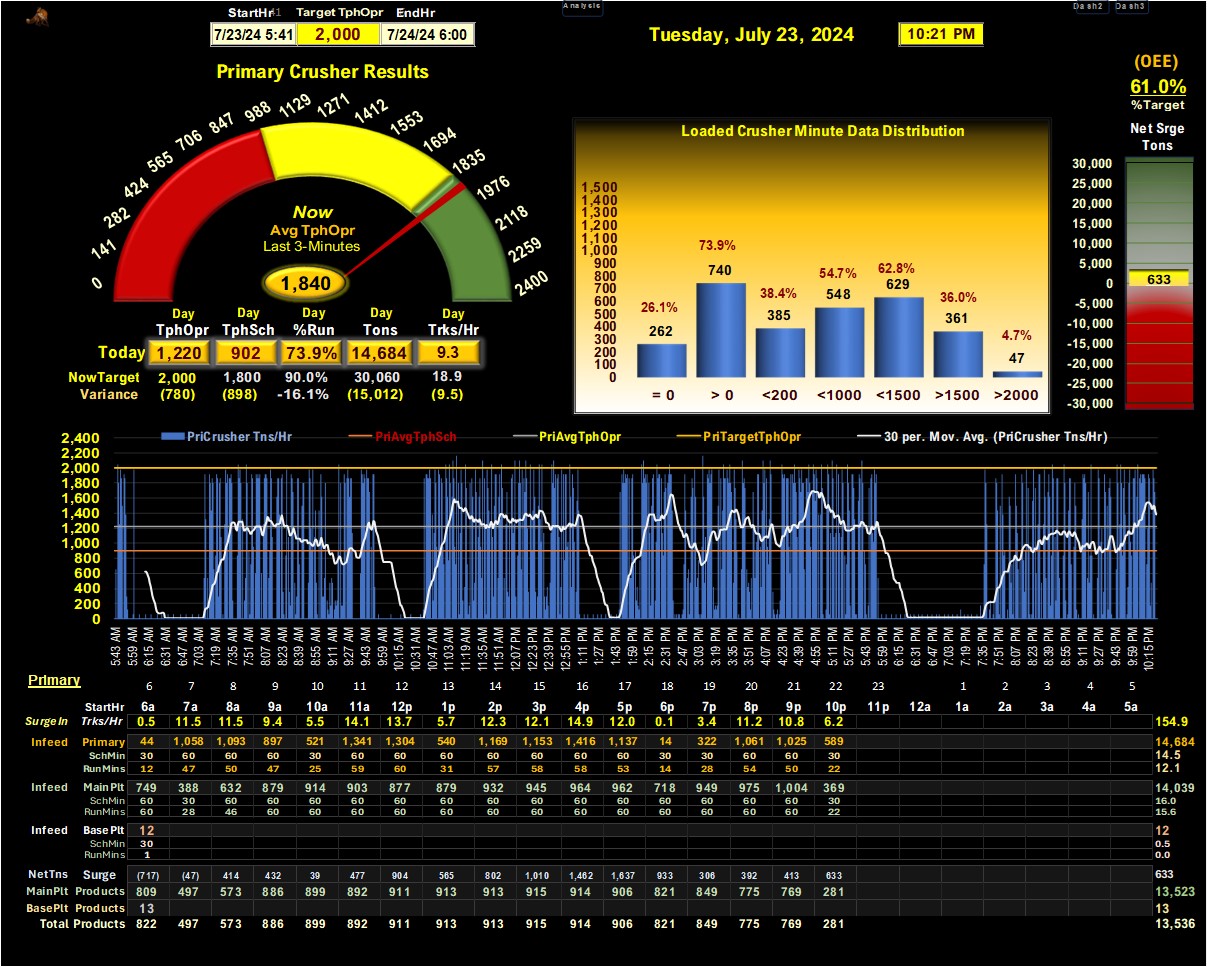 StartHr Target TphOpr EndHr
7/23/24 5:41 2,000 7/24/24 6:00
Analysis
Dash2 Dash3
Tuesday, July 23, 2024 10:21 PM
(OEE)
61.0%
%Target
Net Srge
Tons
30,000
25,000
20,000
15,000
10,000
5,000
0
-5,000
-10,000
-15,000
-20,000
-25,000
-30,000
633
Primary Crusher Results
0 141 282 424 565 706 847 988 1129 1271 1412 1553 1694 1835 1976 2118 2259 2400
Now
Avg TphOpr
Last 3-Minutes
1,840
Day Day Day Day Day
TphOpr TphSch %Run Tons Trks/Hr
Today 1,220 902 73.9% 14,684 9.3
NowTarget 2,000 1,800 90.0% 30,060 18.9
Variance (780) (898) -16.1% (15,012) (9.5)
Loaded Crusher Minute Data Distribution
1,500
1,400
1,300
1,200
1,100
1,000
900
800
700
600
500
400
300
200
100
0
26.1% 73.9% 38.4% 54.7% 62.8% 36.0% 4.7%
262 740 385 548 629 361 47
= 0 > 0 <200 <1000 <1500 >1500 >2000
PriCrusher Tns/Hr PriAvgTphSch PriAvgTphOpr PriTargetTphOpr 30 per. Mov. Avg. (PriCrusher Tns/Hr)
2,400
2,200
2,000
1,800
1,600
1,400
1,200
1,000
800
600
400
200
0
5:43 AM 5:59 AM 6:15 AM 6:31 AM 6:47 AM 7:03 AM 7:19 AM 7:35 AM 7:51 AM 8:07 AM 8:23 AM 8:39 AM 8:55 AM 9:11 AM 9:27 AM 9:43 AM 9:59 AM 10:15 AM 10:31 AM 10:47 AM 11:03 AM 11:19 AM 11:35 AM 11:51 AM 12:07 PM 12:23 PM 12:39 PM 12:55 PM 1:11 PM 1:27 PM 1:43 PM 1:59 PM 2:15 PM 2:31 PM 2:47 PM 3:03 PM 3:19 PM 3:35 PM 3:51 PM 4:07 PM 4:23 PM 4:39 PM 4:55 PM 5:11 PM 5:27 PM 5:43 PM 5:59 PM 6:15 PM 6:31 PM 6:47 PM 7:03 PM 7:19 PM 7:35 PM 7:51 PM 8:07 PM 8:23 PM 8:39 PM 8:55 PM 9:11 PM 9:27 PM 9:43 PM 9:59 PM 10:15 PM
Primary
6 7 8 9 10 11 12 13 14 15 16 17 18 19 20 21 22 23 1 2 3 4 5
StartHr 6a 7a 8a 9a 10a 11a 12p 1p 2p 3p 4p 5p 6p 7p 8p 9p 10p 11p 12a 1a 2a 3a 4a 5a
SurgeIn Trks/Hr 0.5 11.5 11.5 9.4 5.5 14.1 13.7 5.7 12.3 12.1 14.9 12.0 0.1 3.4 11.2 10.8 6.2 154.9
Infeed Primary 44 1,058 1,093 897 521 1,341 1,304 540 1,169 1,153 1,416 1,137 14 322 1,061 1,025 589 14,684
SchMin 30 60 60 60 30 60 60 30 60 60 60 60 30 30 60 60 30 14.5
RunMins 12 47 50 47 25 59 60 31 57 58 58 53 14 28 54 50 22 12.1
Infeed MainPlt 749 388 632 879 914 903 877 879 932 945 964 962 718 949 975 1,004 369 14,039
SchMin 60 30 60 60 60 60 60 60 60 60 60 60 60 60 60 60 30 16.0
RunMins 60 28 46 60 60 60 60 60 60 60 60 60 60 60 60 60 22 15.6
Infeed Base Plt 12 12
SchMin 30 0.5
RunMins 1 0.0
NetTns Surge (717) (47) 414 432 39 477 904 565 802 1,010 1,462 1,637 933 306 392 413 633 633
MainPlt Products 809 497 573 886 899 892 911 913 913 915 914 906 821 849 775 769 281 13,523
BasePlt Products 13 13
Total Products 822 497 573 886 899 892 911 913 913 915 914 906 821 849 775 769 281 13,536